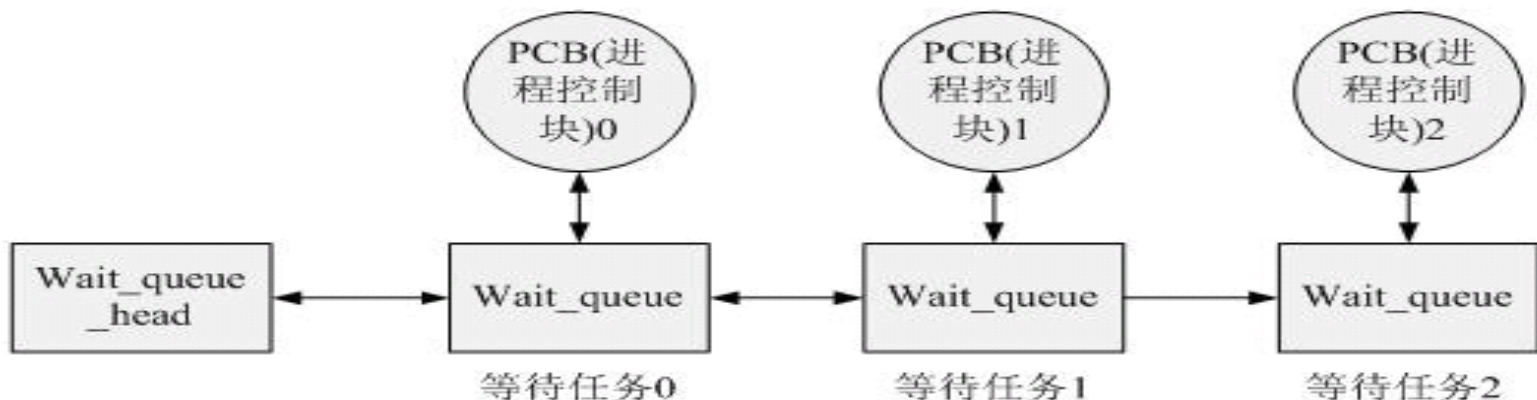 PCB(进
程控制
块)0
PCB(进
程控制
块)1
PCB(进
程控制
块)2
Wait_queue
_head
Wait_queue
Wait_queue
Wait_queue
等待任务0
等待任务1
等待任务2